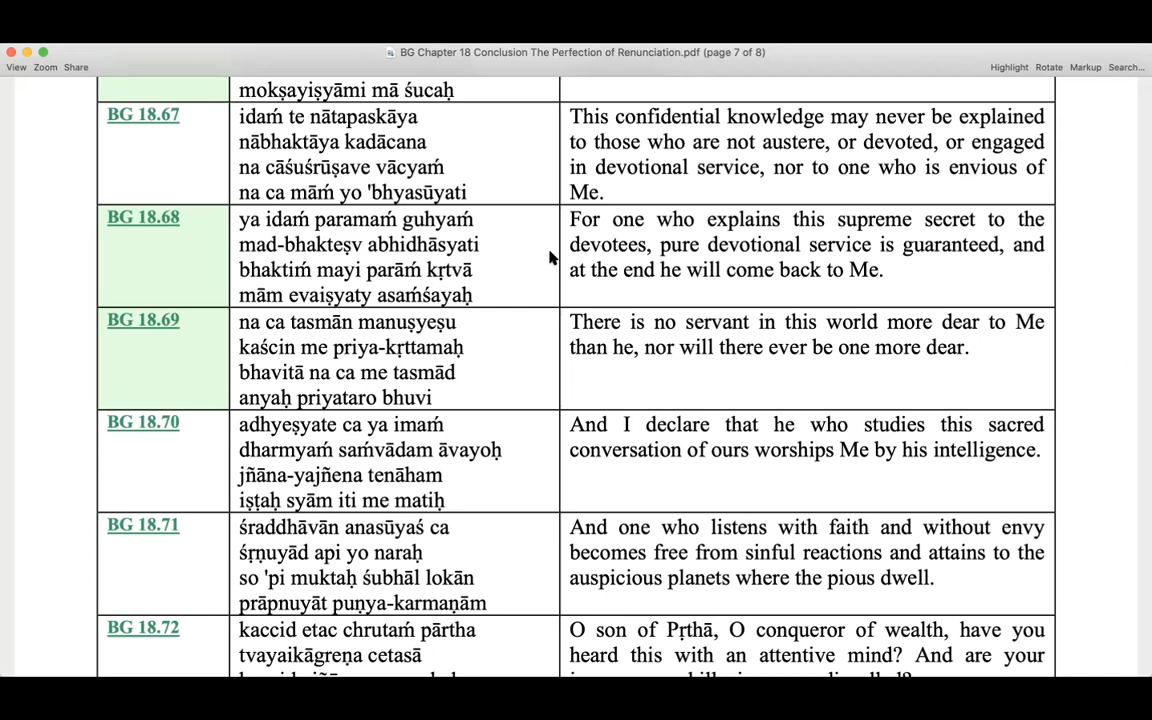 BG Chapter 18 Conclusion The Perfection of Renunciation.pdf (page 7 of 8)
View Zoom Share Highlight Rotate Markup Search...
mokṣayiṣyāmi mā śucaḥ
BG 18.67
idaṁ te nātapaskāya
nābhaktāya kadācana
na cāśuśrūṣave vācyaṁ
na ca māṁ yo 'bhyasūyati
This confidential knowledge may never be explained
to those who are not austere, or devoted, or engaged
in devotional service, nor to one who is envious of
Me.
BG 18.68
ya idaṁ paramaṁ guhyaṁ
mad-bhakteṣv abhidhāsyati
bhaktiṁ mayi parāṁ kṛtvā
mām evaiṣyaty asaṁśayaḥ
For one who explains this supreme secret to the
devotees, pure devotional service is guaranteed, and
at the end he will come back to Me.
BG 18.69
na ca tasmān manuṣyeṣu
kaścin me priya-kṛttamaḥ
bhavitā na ca me tasmād
anyaḥ priyataro bhuvi
There is no servant in this world more dear to Me
than he, nor will there ever be one more dear.
BG 18.70
adhyeṣyate ca ya imaṁ
dharmyaṁ saṁvādam āvayoḥ
jñāna-yajñena tenāham
iṣṭaḥ syām iti me matiḥ
And I declare that he who studies this sacred
conversation of ours worships Me by his intelligence.
BG 18.71
śraddhāvān anasūyaś ca
śṛṇuyād api yo naraḥ
so 'pi muktaḥ śubhāl lokān
prāpnuyāt puṇya-karmaṇām
And one who listens with faith and without envy
becomes free from sinful reactions and attains to the
auspicious planets where the pious dwell.
BG 18.72
kaccid etac chrutaṁ pārtha
tvayaikāgreṇa cetasā
O son of Pṛthā, O conqueror of wealth, have you
heard this with an attentive mind? And are your